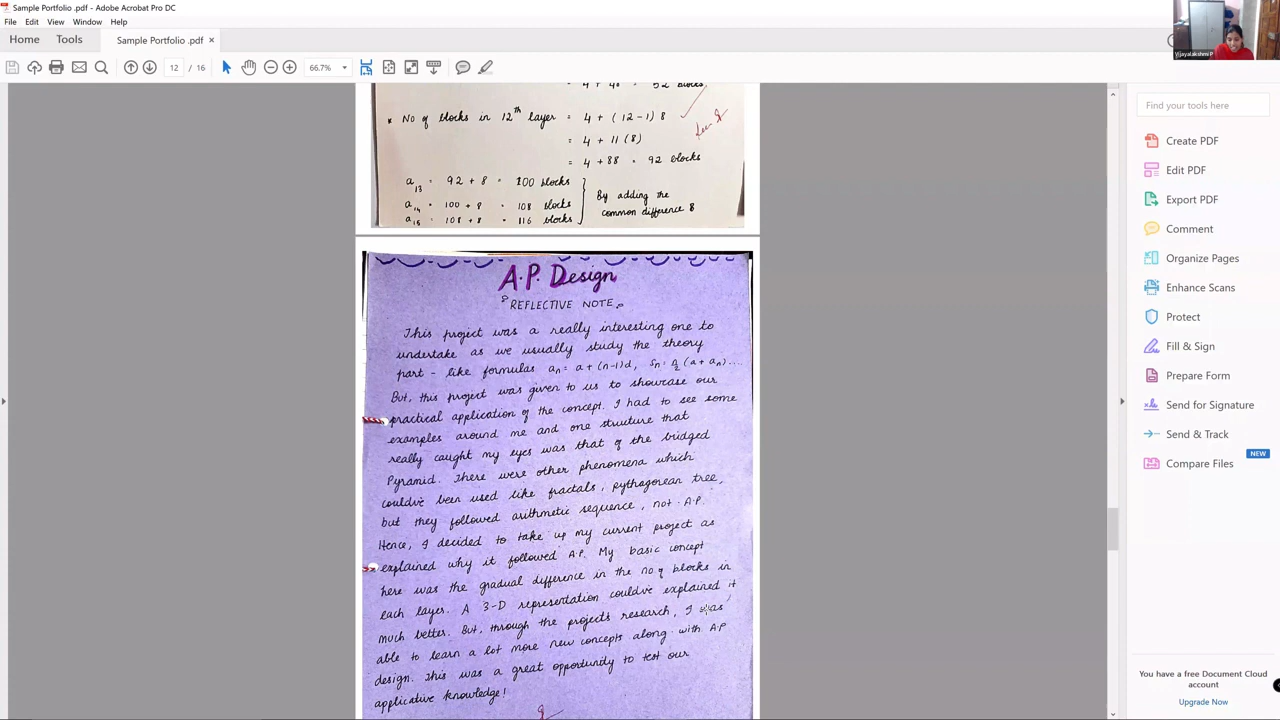 Sample Portfolio .pdf - Adobe Acrobat Pro DC
File Edit View Window Help
Home Tools Sample Portfolio .pdf ×
12 / 16 66.7%
Vijayalakshmi P
4 + 48 = 52 blocks
* No of blocks in 12th layer = 4 + (12-1) 8
= 4 + 11 (8)
= 4 + 88 = 92 blocks
a13 = 92 + 8 = 100 blocks
a14 = 100 + 8 = 108 blocks
a15 = 108 + 8 = 116 blocks
By adding the
common difference 8
A.P Design
REFLECTIVE NOTE
This project was a really interesting one to
undertake as we usually study the theory
part - like formulas an = a + (n-1)d, Sn = n/2 (a + an)....
But, this project was given to us to showcase our
practical application of the concept. I had to see some
examples around us and one structure that
really caught my eyes was that of the bridged
Pyramid. There are other phenomena which
could've been used like fractals, pythagorean tree,
but they followed arithmetic sequence, not A.P.
Hence, I decided to take up my current project as
explained why it followed A.P. My basic concept
here was the gradual difference in the no of blocks in
each layer. A 3-D representation could've explained it
much better. But, through the projects research, I was
able to learn a lot more new concepts along with A.P
design. This was a great opportunity to test our
applicative knowledge.
Find your tools here
Create PDF
Edit PDF
Export PDF
Comment
Organize Pages
Enhance Scans
Protect
Fill & Sign
Prepare Form
Send for Signature
Send & Track
NEW
Compare Files
You have a free Document Cloud
account
Upgrade Now